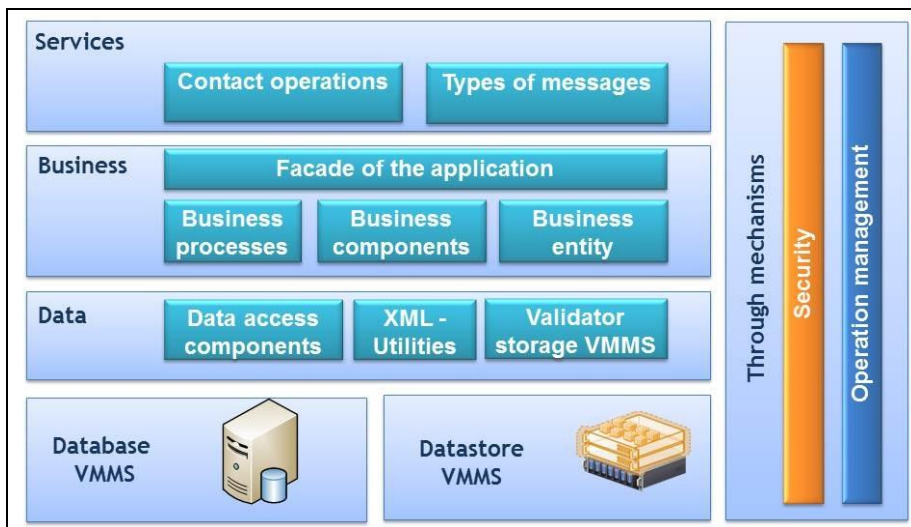 Services
Contact operations
Types of messages
Business
Facade of the application
Business
processes
Business
components
Business
entity
Data
Data access
components
XML -
Utilities
Validator
storage VMMS
Database
VMMS
Datastore
VMMS
Through mechanisms
Security
Operation management